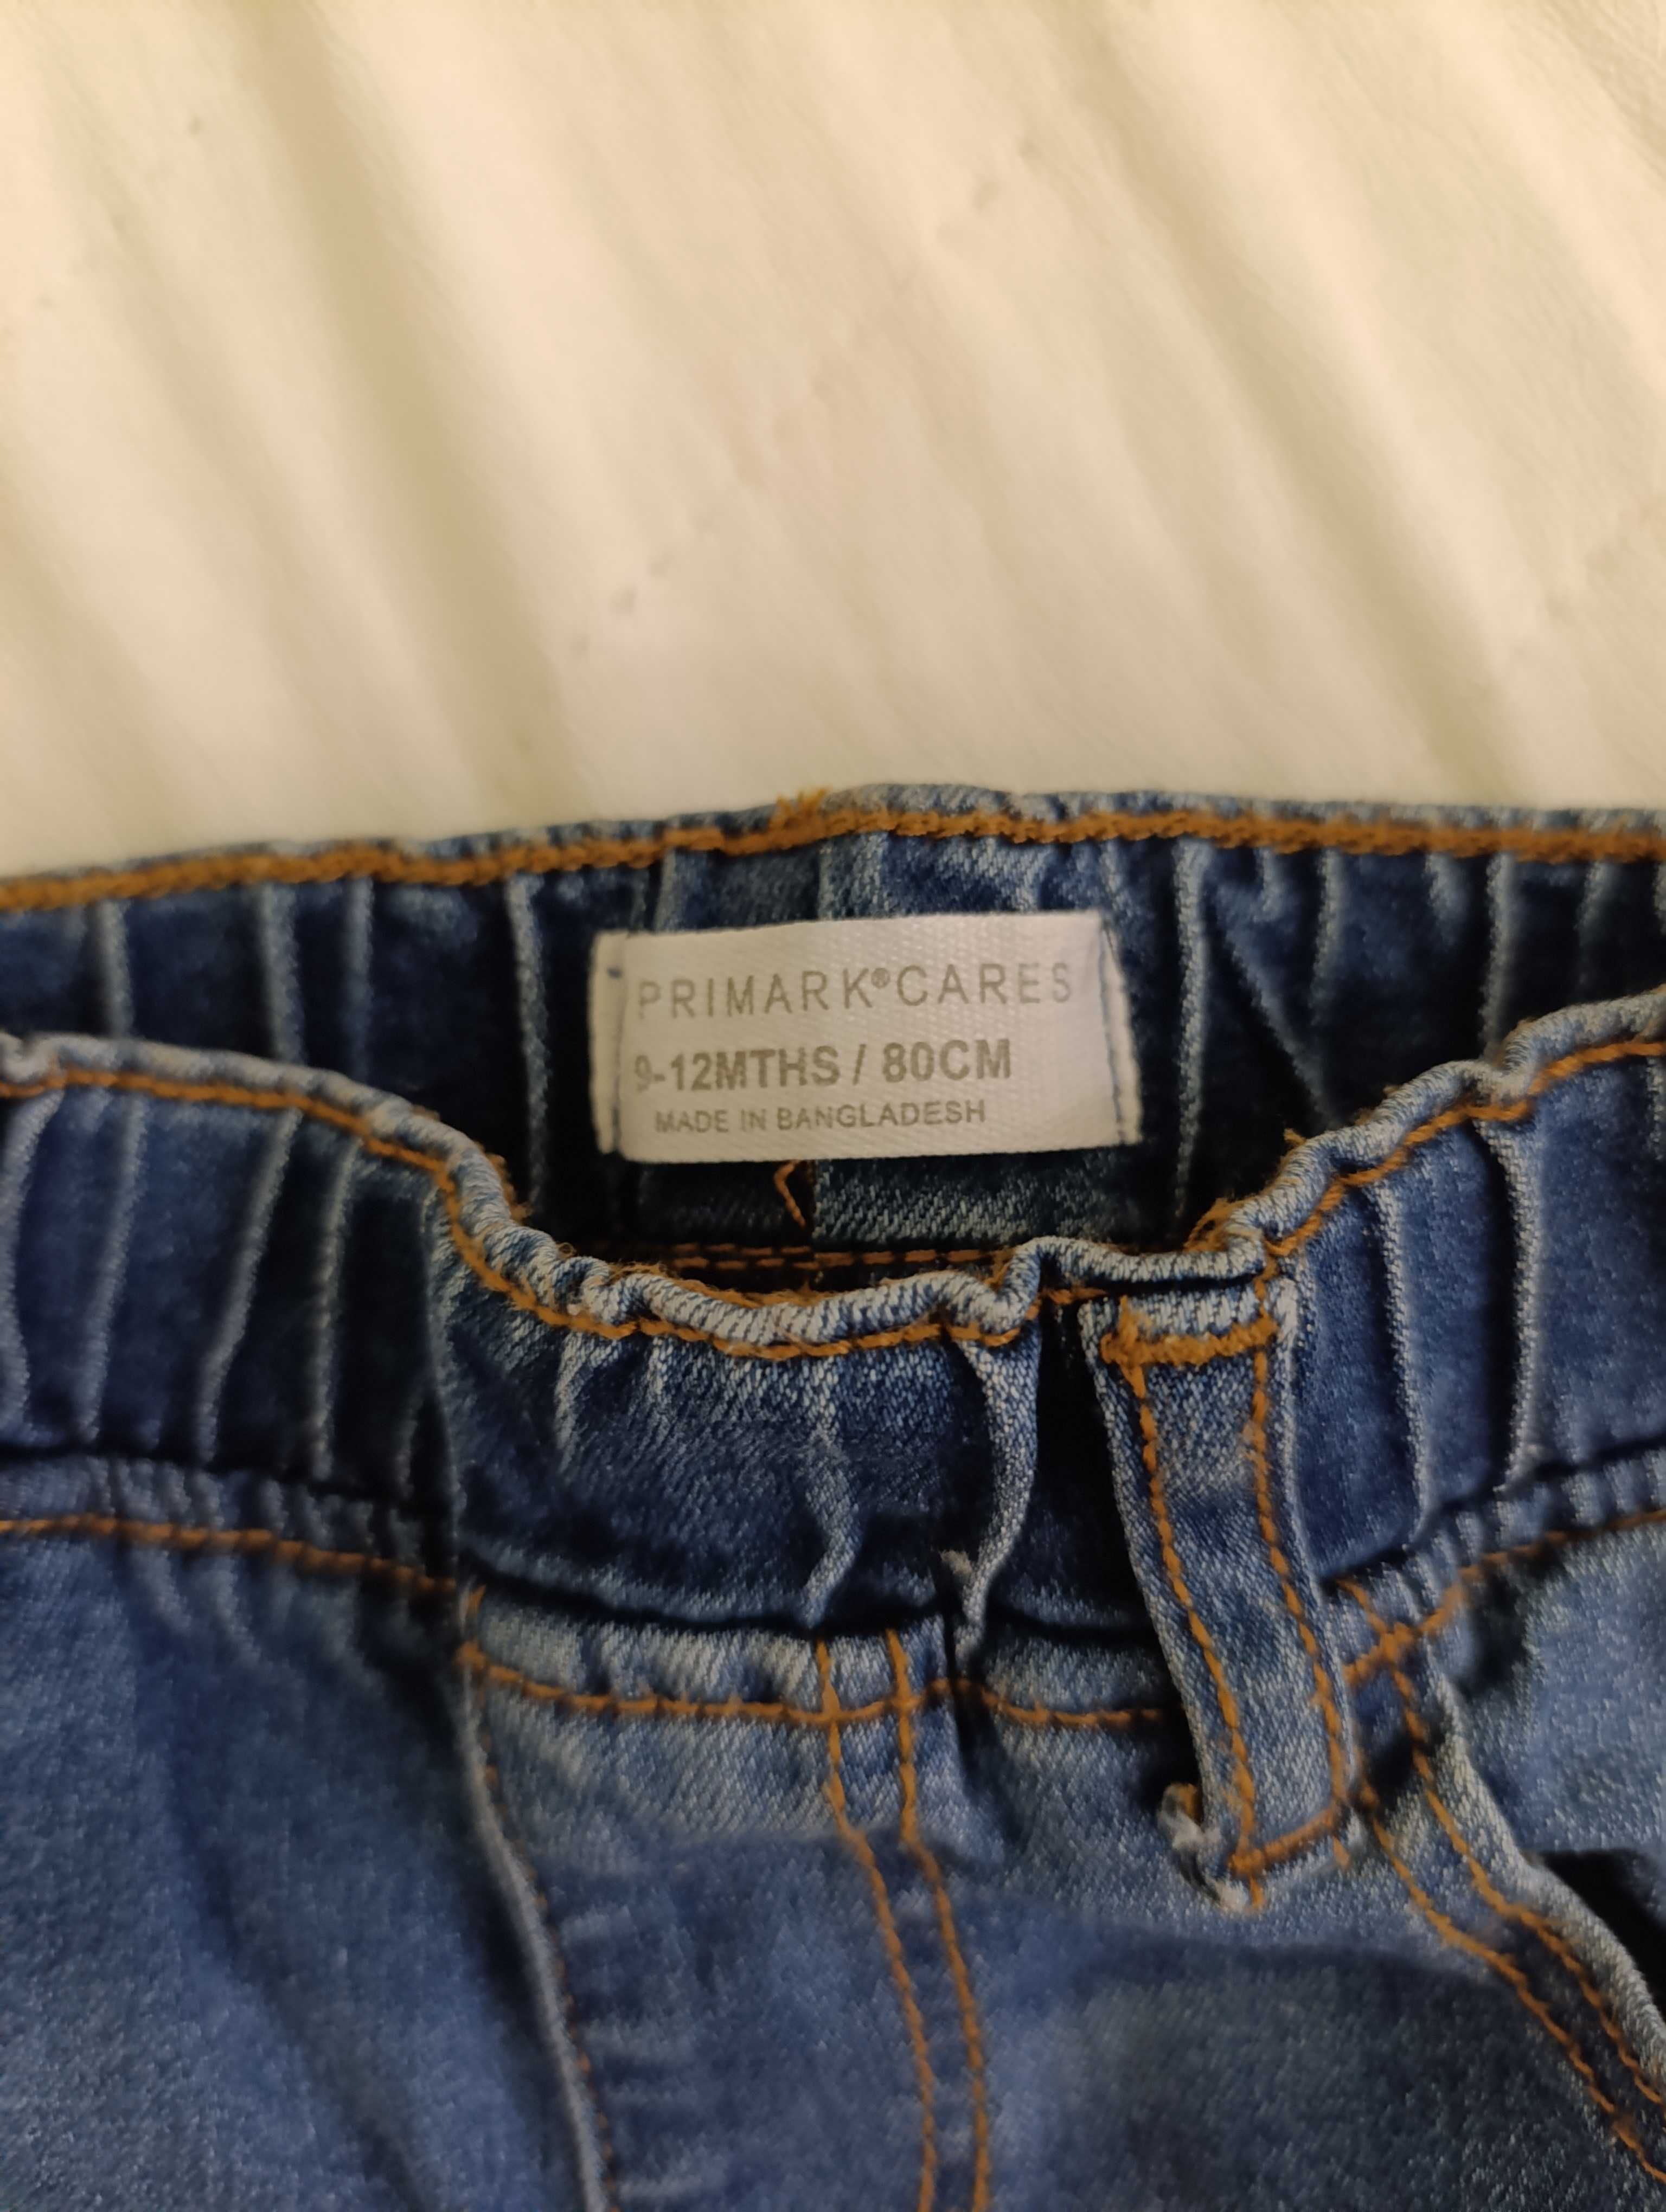 PRIMARK®CARES
9-12MTHS / 80CM
MADE IN BANGLADESH